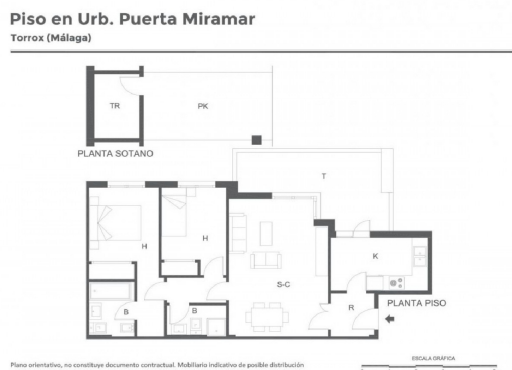 Piso en Urb. Puerta Miramar
Torrox (Málaga)
TR
PK
PLANTA SOTANO
T
H
H
K
S-C
R
PLANTA PISO
B
B
Plano orientativo, no constituye documento contractual. Mobiliario indicativo de posible distribución
ESCALA GRÁFICA